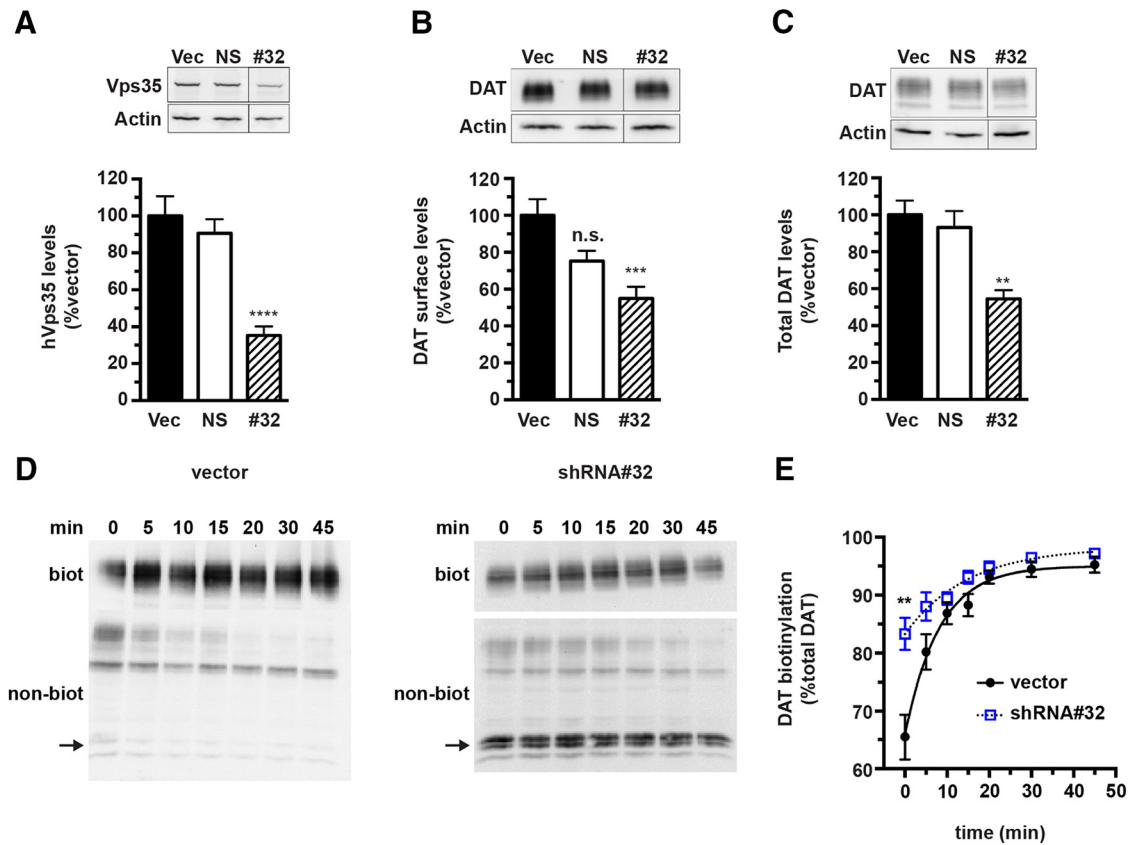 A
Vec NS #32
Vps35
Actin
hVps35 levels
(%vector)
120
100
80
60
40
20
0
****
Vec NS #32
B
Vec NS #32
DAT
Actin
DAT surface levels
(%vector)
120
100
80
60
40
20
0
n.s.
***
Vec NS #32
C
Vec NS #32
DAT
Actin
Total DAT levels
(%vector)
120
100
80
60
40
20
0
**
Vec NS #32
D
vector
min 0 5 10 15 20 30 45
biot
non-biot
shRNA#32
min 0 5 10 15 20 30 45
biot
non-biot
E
DAT biotinylation
(%total DAT)
100
90
80
70
60
**
vector
shRNA#32
0 10 20 30 40 50
time (min)